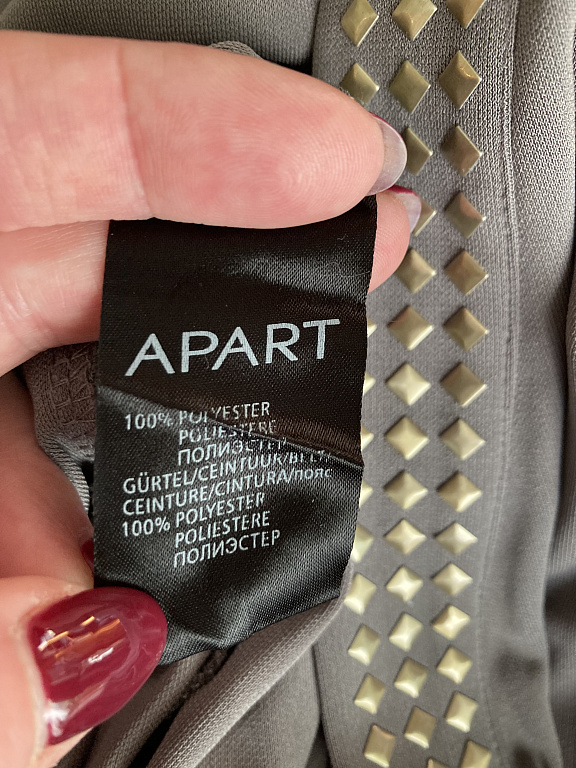 APART
100% POLYESTER
POLIESTERE
ПОЛИЭСТЕР
GÜRTEL/CEINTUUR/BELT/
CEINTURE/CINTURA/пояс
100% POLYESTER
POLIESTERE
ПОЛИЭСТЕР